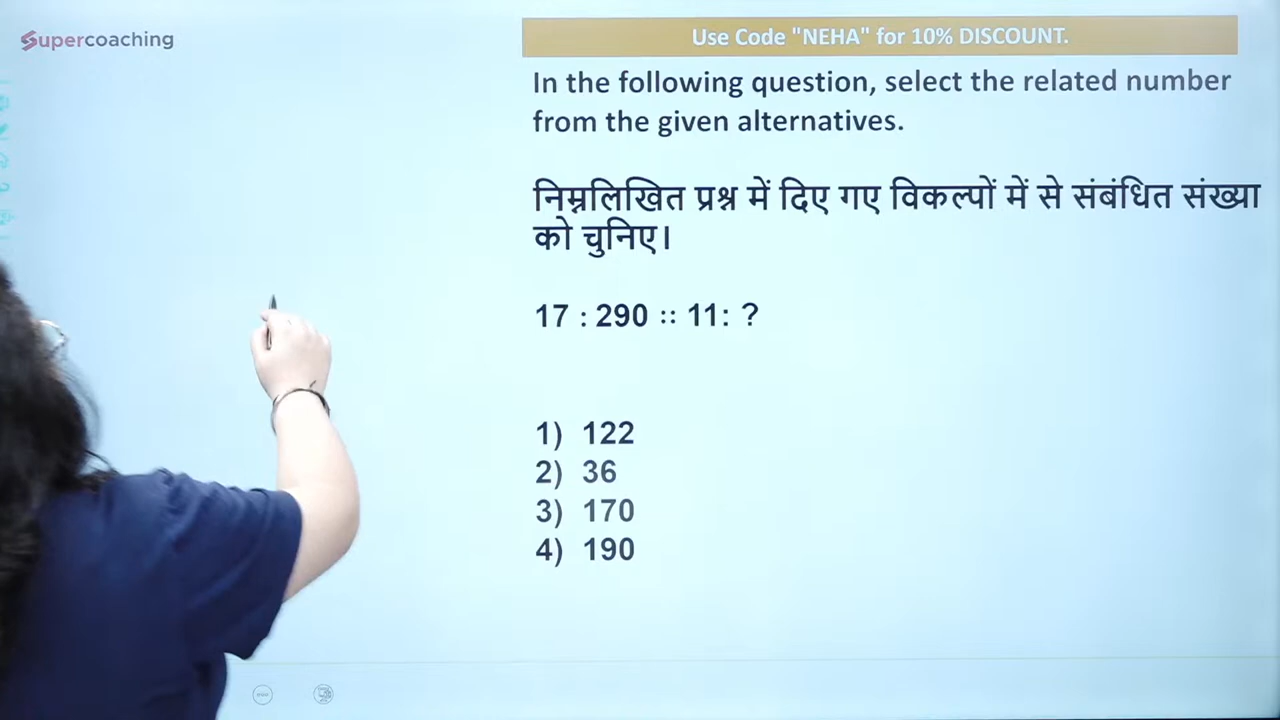 Supercoaching
Use Code "NEHA" for 10% DISCOUNT.
In the following question, select the related number
from the given alternatives.
निम्नलिखित प्रश्न में दिए गए विकल्पों में से संबंधित संख्या
को चुनिए।
17 : 290 :: 11: ?
1) 122
2) 36
3) 170
4) 190